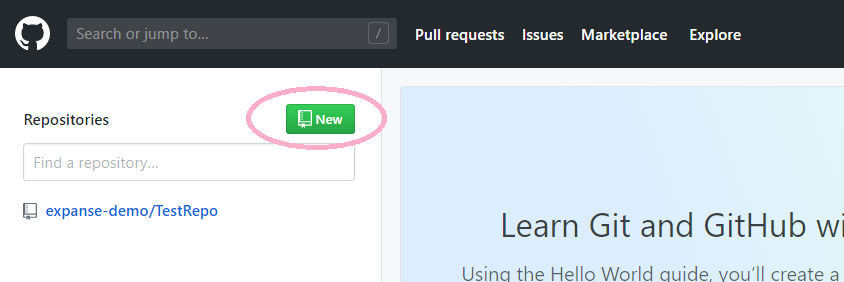 Search or jump to... /
Pull requests Issues Marketplace Explore
Repositories
New
Find a repository...
expanse-demo/TestRepo
Learn Git and GitHub wi
Using the Hello World guide, you'll create a